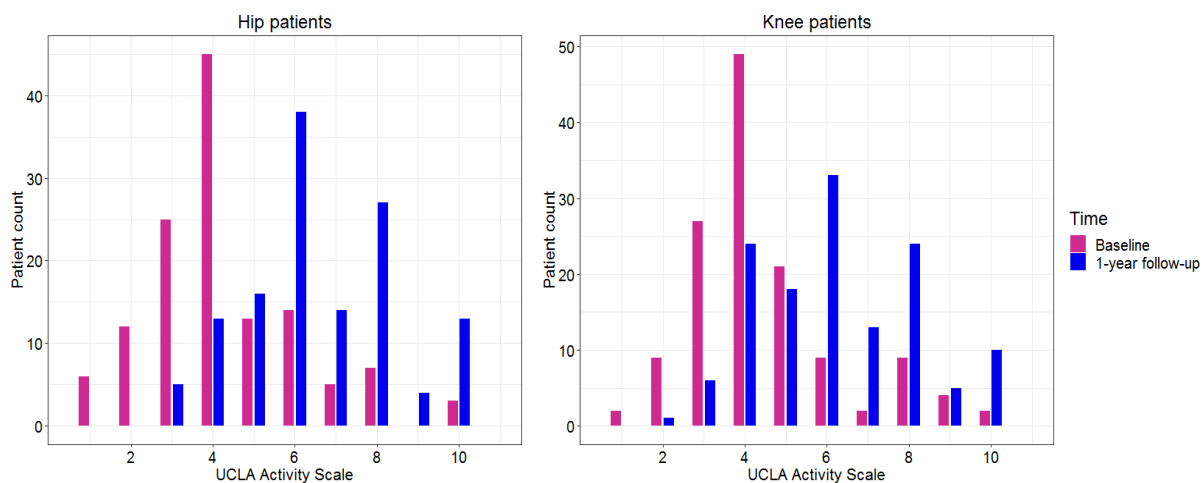 Hip patients
Patient count
40
30
20
10
0
2 4 6 8 10
UCLA Activity Scale
Knee patients
Patient count
50
40
30
20
10
0
2 4 6 8 10
UCLA Activity Scale
Time
Baseline
1-year follow-up